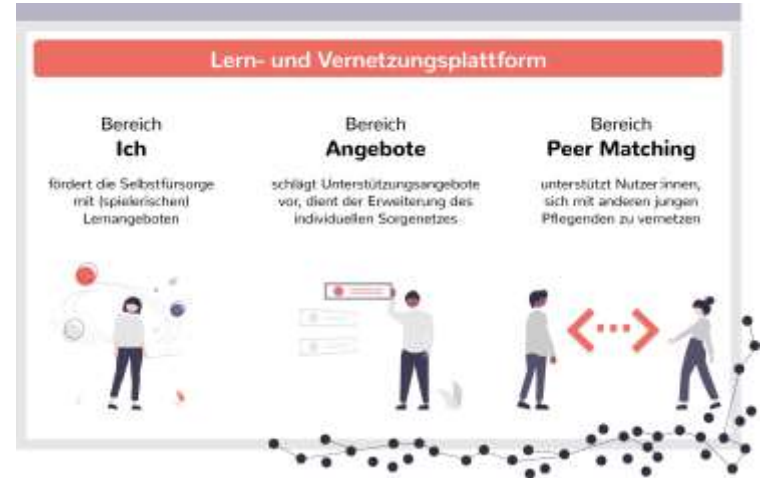 Lern- und Vernetzungsplattform
Bereich
Ich
fördert die Selbstfürsorge
mit (spielerischen)
Lernangeboten
Bereich
Angebote
schlägt Unterstützungsangebote
vor, dient der Erweiterung des
individuellen Sorgenetzes
Bereich
Peer Matching
unterstützt Nutzer:innen,
sich mit anderen jungen
Pflegenden zu vernetzen